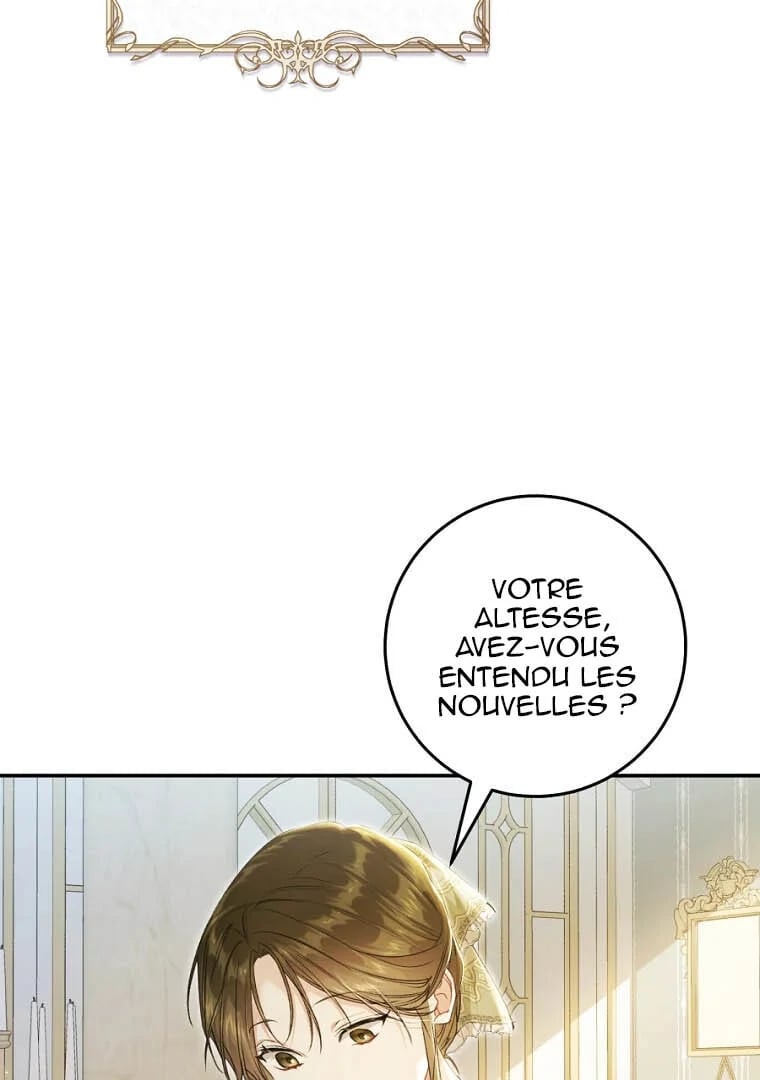 VOTRE
ALTESSE,
AVEZ-VOUS
ENTENDU LES
NOUVELLES ?